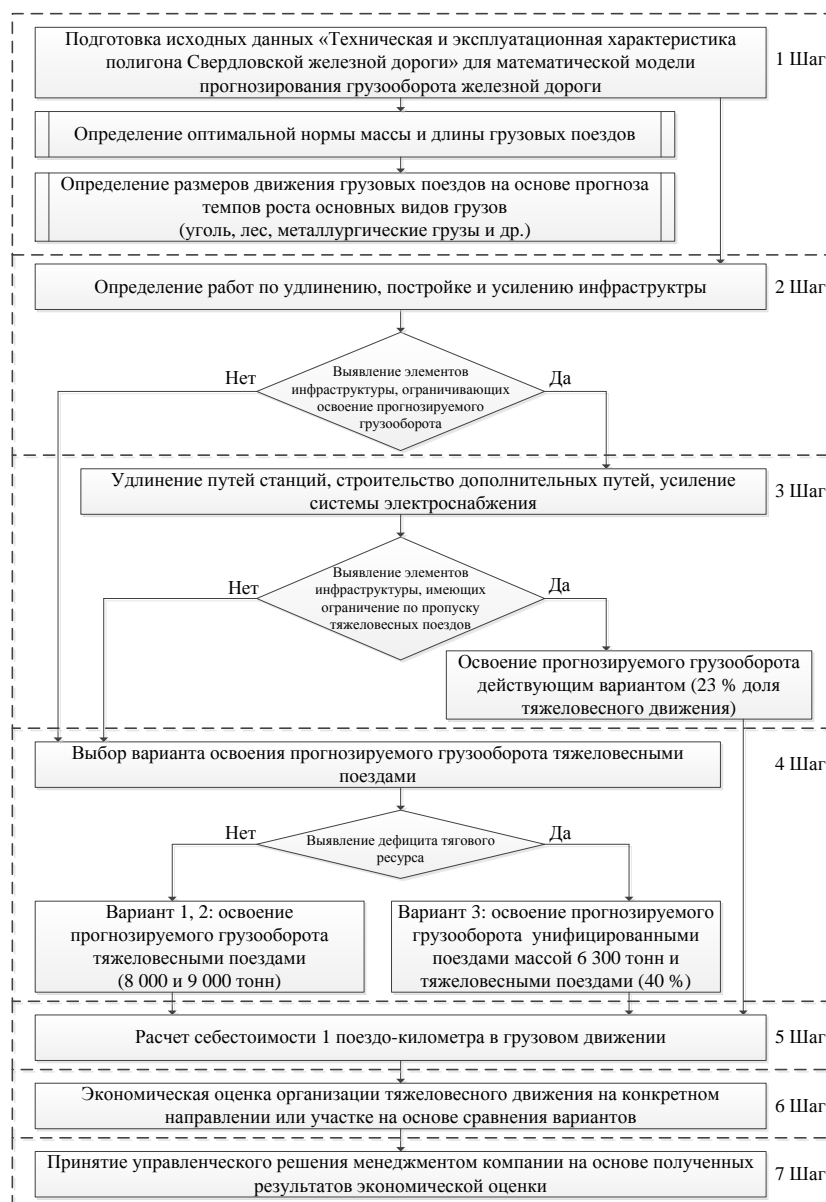 Подготовка исходных данных «Техническая и эксплуатационная характеристика
полигона Свердловской железной дороги» для математической модели
прогнозирования грузооборота железной дороги
1 Шаг
Определение оптимальной нормы массы и длины грузовых поездов
Определение размеров движения грузовых поездов на основе прогноза
темпов роста основных видов грузов
(уголь, лес, металлургические грузы и др.)
Определение работ по удлинению, постройке и усилению инфраструктры
2 Шаг
Нет
Выявление элементов
инфраструктуры, ограничивающих
освоение прогнозируемого
грузооборота
Да
Удлинение путей станций, строительство дополнительных путей, усиление
системы электроснабжения
3 Шаг
Нет
Выявление элементов
инфраструктуры, имеющих
ограничение по пропуску
тяжеловесных поездов
Да
Освоение прогнозируемого грузооборота
действующим вариантом (23 % доля
тяжеловесного движения)
Выбор варианта освоения прогнозируемого грузооборота тяжеловесными
поездами
4 Шаг
Нет
Выявление дефицита тягового
ресурса
Да
Вариант 1, 2: освоение
прогнозируемого грузооборота
тяжеловесными поездами
(8 000 и 9 000 тонн)
Вариант 3: освоение прогнозируемого
грузооборота унифицированными
поездами массой 6 300 тонн и
тяжеловесными поездами (40 %)
Расчет себестоимости 1 поездо-километра в грузовом движении
5 Шаг
Экономическая оценка организации тяжеловесного движения на конкретном
направлении или участке на основе сравнения вариантов
6 Шаг
Принятие управленческого решения менеджментом компании на основе полученных
результатов экономической оценки
7 Шаг